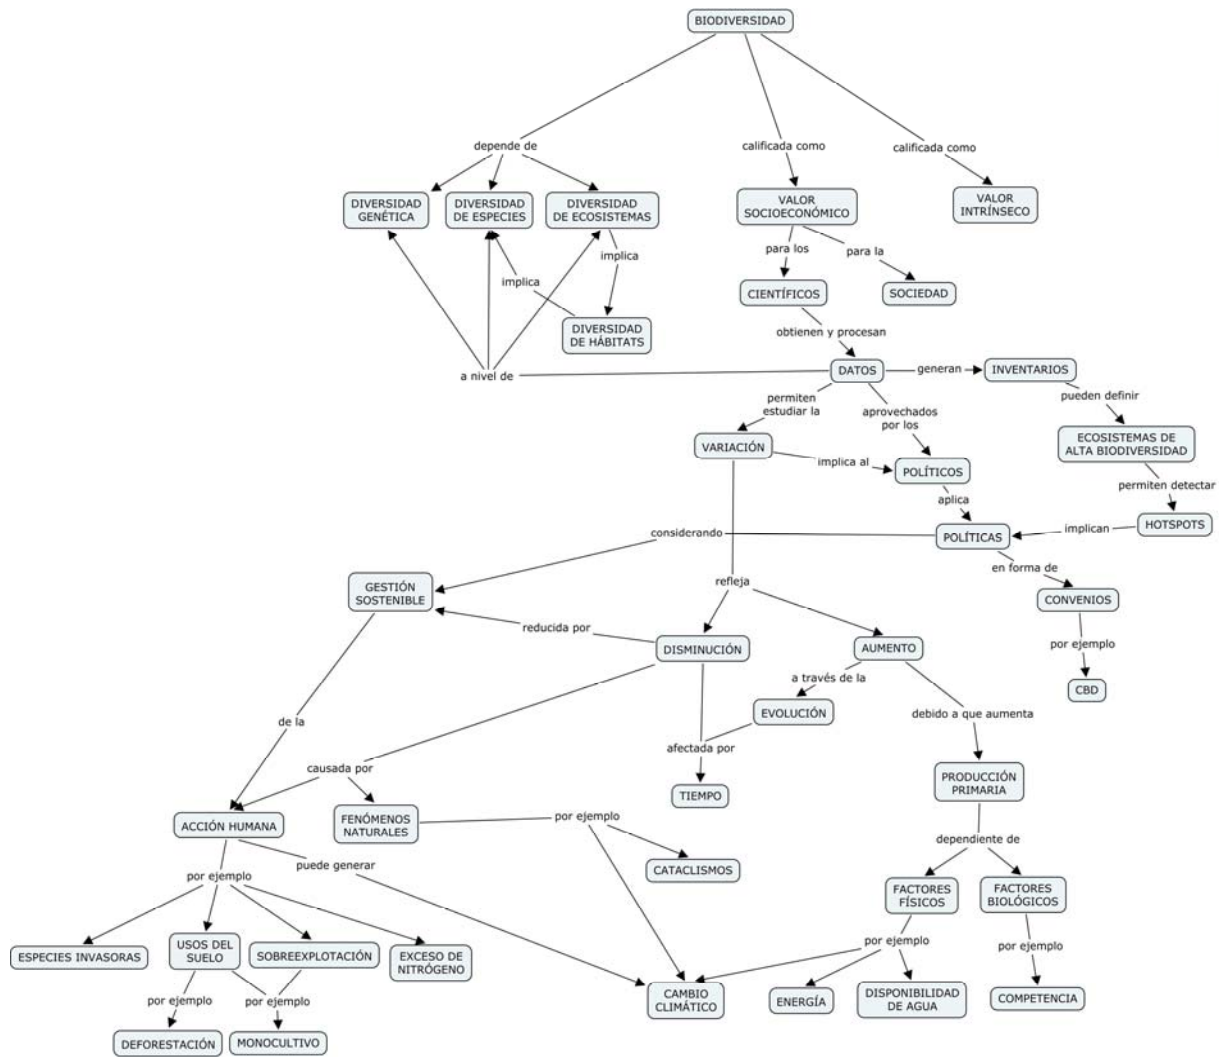 BIODIVERSIDAD
depende de
calificada como
calificada como
DIVERSIDAD
GENÉTICA
DIVERSIDAD
DE ESPECIES
DIVERSIDAD
DE ECOSISTEMAS
VALOR
SOCIOECONÓMICO
VALOR
INTRÍNSECO
implica
implica
para los
para la
CIENTÍFICOS
SOCIEDAD
DIVERSIDAD
DE HÁBITATS
obtienen y procesan
a nivel de
DATOS
generan
INVENTARIOS
permiten
estudiar la
aprovechados
por los
pueden definir
VARIACIÓN
implica al
POLÍTICOS
ECOSISTEMAS DE
ALTA BIODIVERSIDAD
aplica
permiten detectar
considerando
POLÍTICAS
implican
HOTSPOTS
en forma de
GESTIÓN
SOSTENIBLE
refleja
CONVENIOS
reducida por
DISMINUCIÓN
AUMENTO
por ejemplo
a través de la
CBD
EVOLUCIÓN
debido a que aumenta
de la
afectada por
causada por
TIEMPO
PRODUCCIÓN
PRIMARIA
ACCIÓN HUMANA
FENÓMENOS
NATURALES
por ejemplo
dependiente de
puede generar
CATACLISMOS
por ejemplo
FACTORES
FÍSICOS
FACTORES
BIOLÓGICOS
ESPECIES INVASORAS
USOS DEL
SUELO
SOBREEXPLOTACIÓN
EXCESO DE
NITRÓGENO
por ejemplo
por ejemplo
por ejemplo
por ejemplo
CAMBIO
CLIMÁTICO
ENERGÍA
DISPONIBILIDAD
DE AGUA
COMPETENCIA
DEFORESTACIÓN
MONOCULTIVO